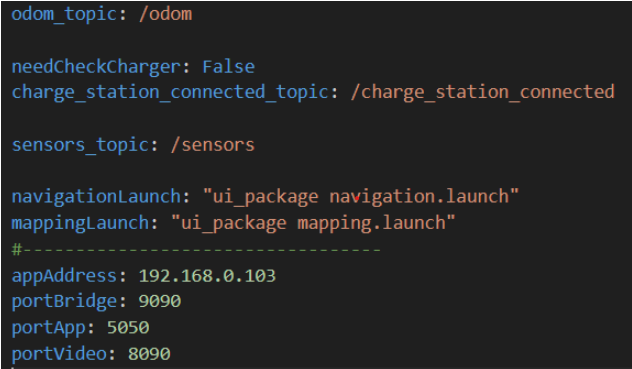 odom_topic: /odom
needCheckCharger: False
charge_station_connected_topic: /charge_station_connected
sensors_topic: /sensors
navigationLaunch: "ui_package navigation.launch"
mappingLaunch: "ui_package mapping.launch"
#----------------------------------
appAddress: 192.168.0.103
portBridge: 9090
portApp: 5050
portVideo: 8090